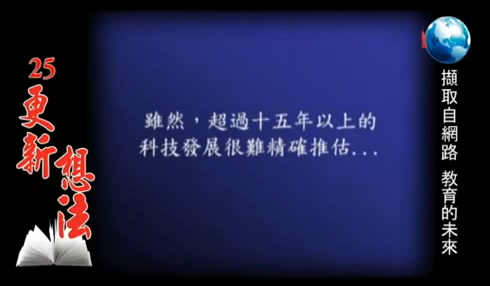 25
更新
想法
雖然，超過十五年以上的
科技發展很難精確推估...
擷取自網路 教育的未來